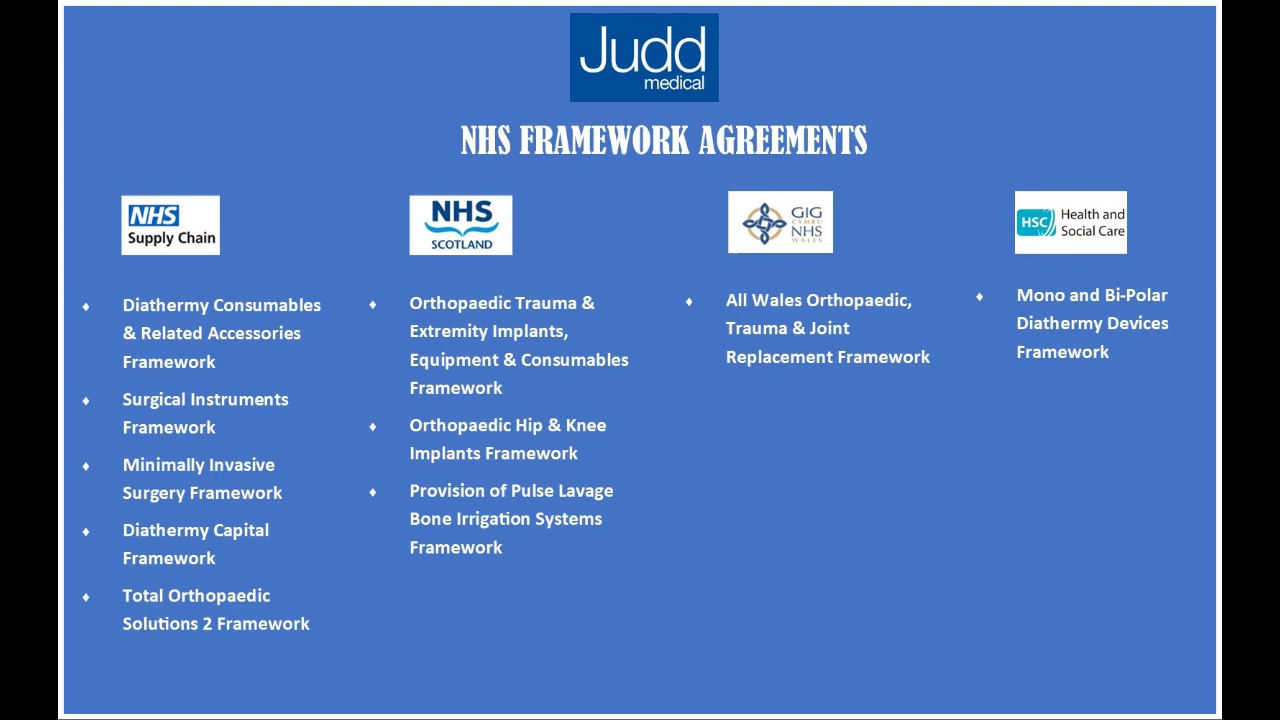 Judd
medical
NHS FRAMEWORK AGREEMENTS
NHS
Supply Chain
Diathermy Consumables
& Related Accessories
Framework
Surgical Instruments
Framework
Minimally Invasive
Surgery Framework
Diathermy Capital
Framework
Total Orthopaedic
Solutions 2 Framework
NHS
SCOTLAND
Orthopaedic Trauma &
Extremity Implants,
Equipment & Consumables
Framework
Orthopaedic Hip & Knee
Implants Framework
Provision of Pulse Lavage
Bone Irrigation Systems
Framework
GIG
CYMRU
NHS
WALES
All Wales Orthopaedic,
Trauma & Joint
Replacement Framework
HSC
Health and
Social Care
Mono and Bi-Polar
Diathermy Devices
Framework